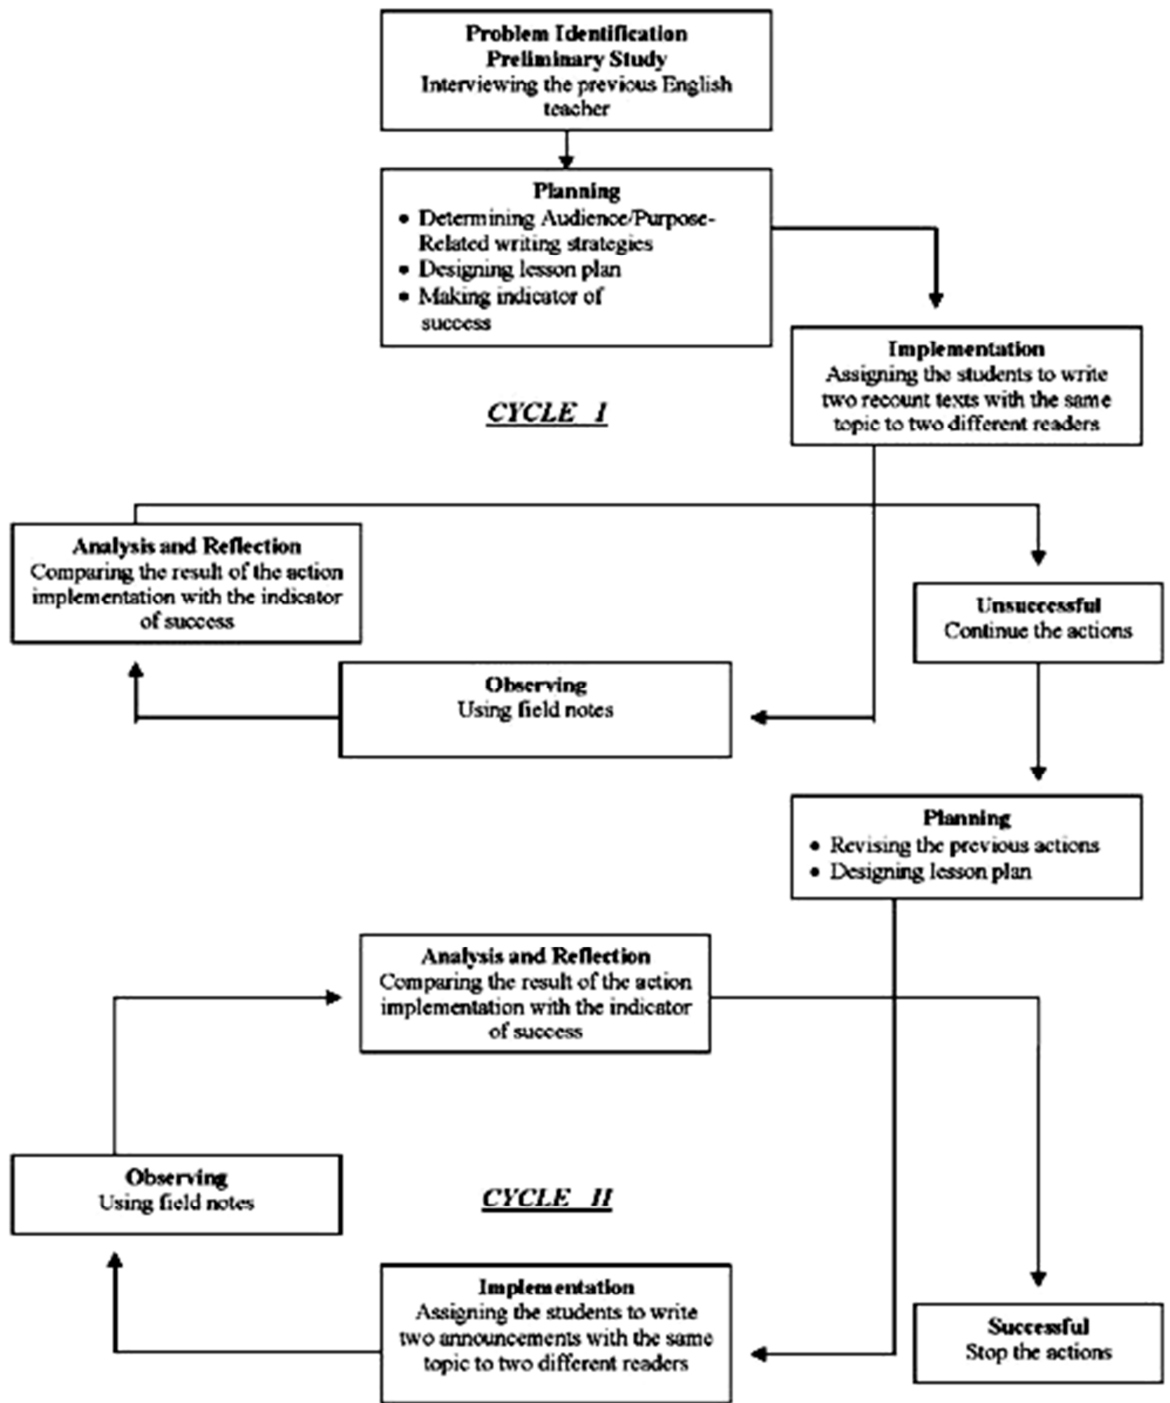 Problem Identification
Preliminary Study
Interviewing the previous English
teacher
Planning
• Determining Audience/Purpose-
Related writing strategies
• Designing lesson plan
• Making indicator of
success
Implementation
Assigning the students to write
two recount texts with the same
topic to two different readers
CYCLE I
Analysis and Reflection
Comparing the result of the action
implementation with the indicator
of success
Unsuccessful
Continue the actions
Observing
Using field notes
Planning
• Revising the previous actions
• Designing lesson plan
Analysis and Reflection
Comparing the result of the action
implementation with the indicator
of success
Observing
Using field notes
CYCLE II
Implementation
Assigning the students to write
two announcements with the same
topic to two different readers
Successful
Stop the actions